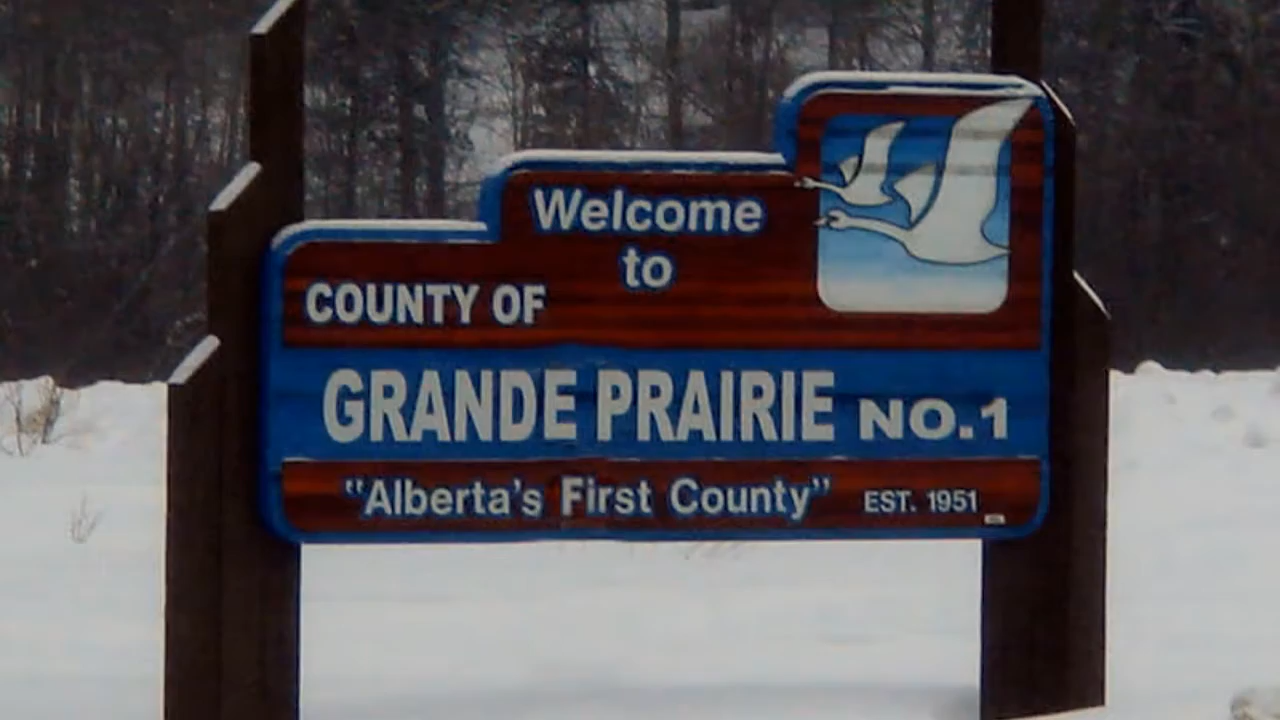 Welcome
to
COUNTY OF
GRANDE PRAIRIE NO.1
"Alberta's First County" EST. 1951